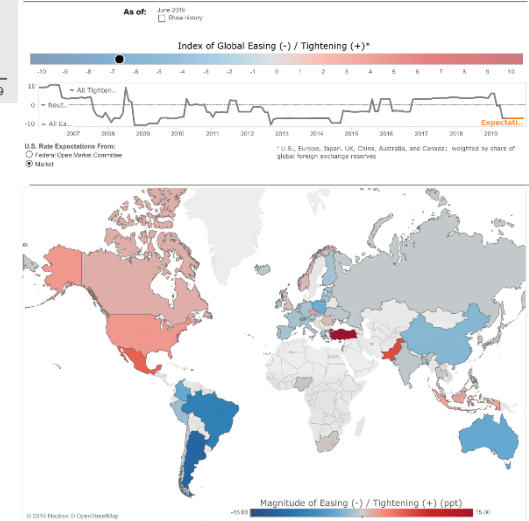 As of:
June 2019
Show history
9
Index of Global Easing (-) / Tightening (+)*
-10 -9 -8 -7 -6 -5 -4 -3 -2 -1 0 1 2 3 4 5 6 7 8 9 10
10
0
-10
= All Tighten..
= Neut..
= All Ea..
Expectati..
2007 2008 2009 2010 2011 2012 2013 2014 2015 2016 2017 2018 2019
U.S. Rate Expectations From:
Federal Open Market Committee
Market
* U.S., Europe, Japan, UK, China, Australia, and Canada; weighted by share of
global foreign exchange reserves
Magnitude of Easing (-) / Tightening (+) (ppt)
15.00
© 2019 Mapbox © OpenStreetMap